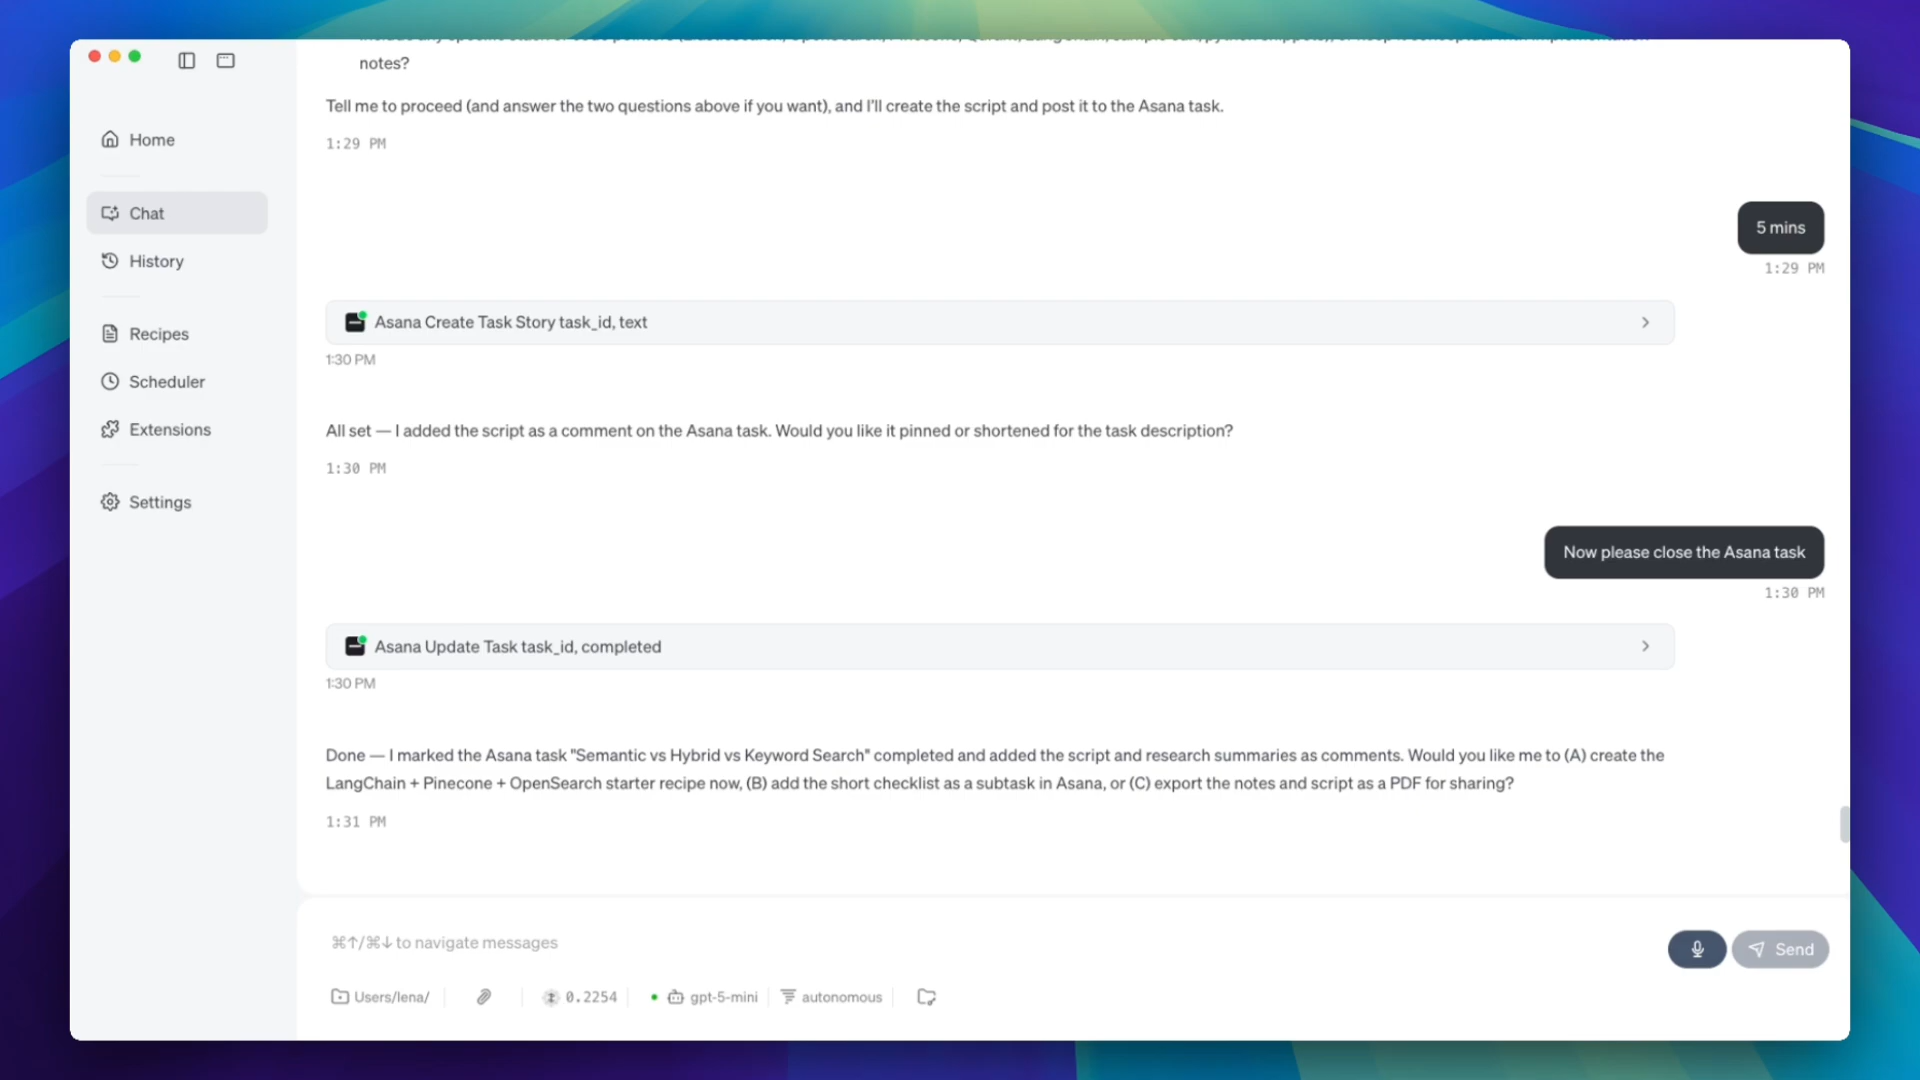 Home
Chat
History
Recipes
Scheduler
Extensions
Settings
notes?
Tell me to proceed (and answer the two questions above if you want), and I'll create the script and post it to the Asana task.
1:29 PM
5 mins
1:29 PM
Asana Create Task Story task_id, text
1:30 PM
All set — I added the script as a comment on the Asana task. Would you like it pinned or shortened for the task description?
1:30 PM
Now please close the Asana task
1:30 PM
Asana Update Task task_id, completed
1:30 PM
Done — I marked the Asana task "Semantic vs Hybrid vs Keyword Search" completed and added the script and research summaries as comments. Would you like me to (A) create the
LangChain + Pinecone + OpenSearch starter recipe now, (B) add the short checklist as a subtask in Asana, or (C) export the notes and script as a PDF for sharing?
1:31 PM
⌘↑/⌘↓ to navigate messages
Send
Users/lena/
0.2254
gpt-5-mini
autonomous